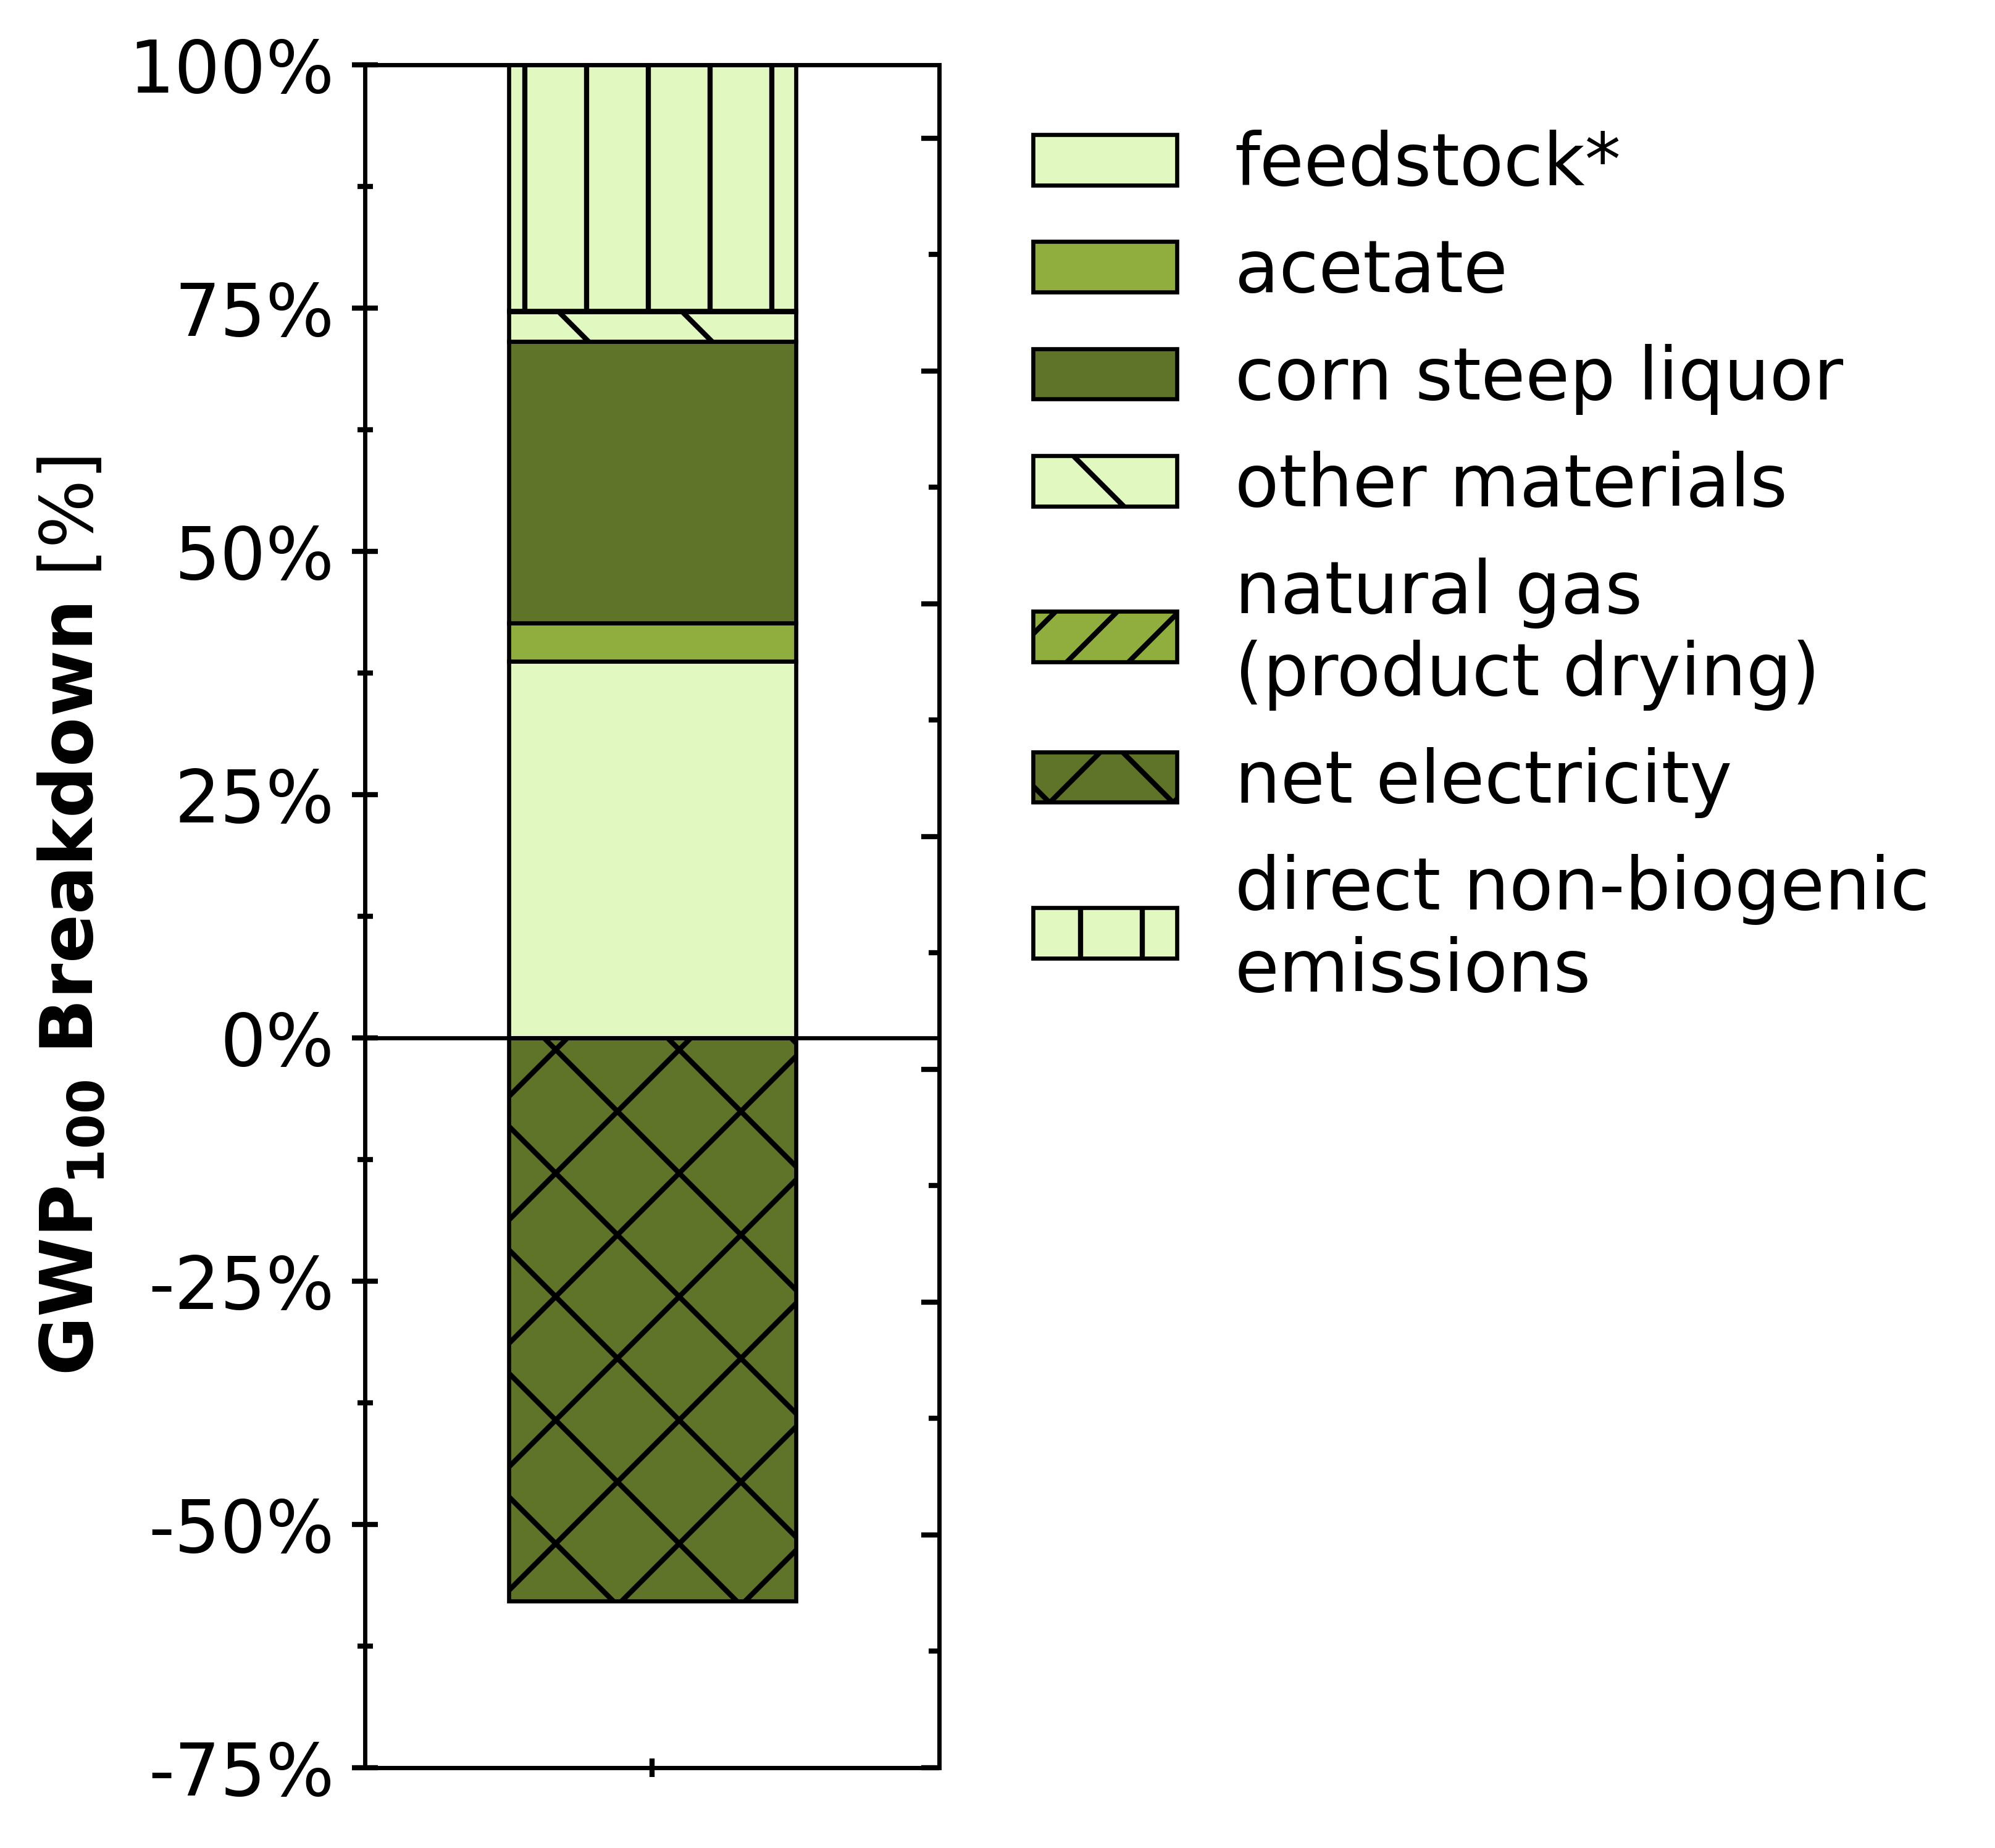 100%
75%
50%
25%
0%
-25%
-50%
-75%
GWP100 Breakdown [%]
feedstock*
acetate
corn steep liquor
other materials
natural gas
(product drying)
net electricity
direct non-biogenic
emissions